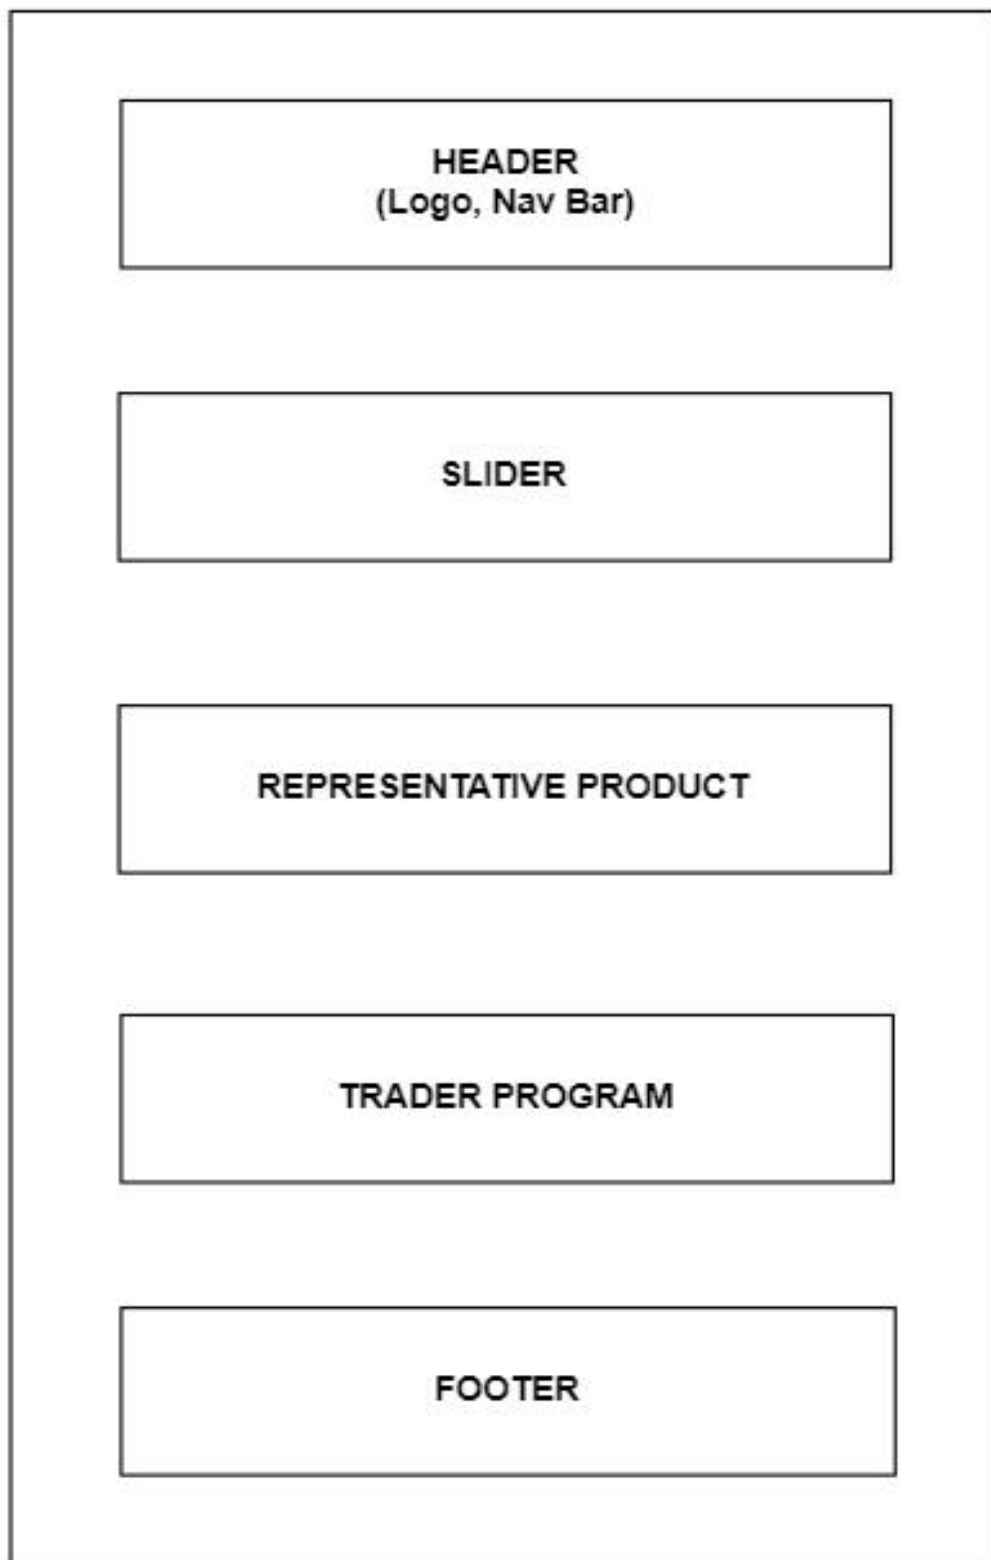 HEADER
(Logo, Nav Bar)
SLIDER
REPRESENTATIVE PRODUCT
TRADER PROGRAM
FOOTER